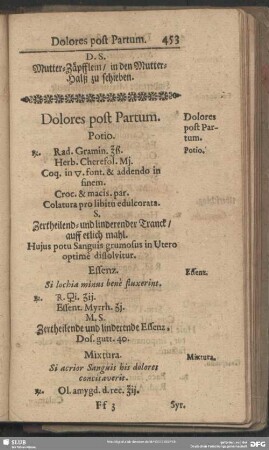 Dolores post Partum. 453
D. S.
Mutter-Zäpfflein/ in den Mutter-
Halß zu schieben.
Dolores post Partum.
Dolores
post Par-
tum.
Potio.
Potio.
℞. Rad. Gramin. ℥ß.
Herb. Cherefol. Mj.
Coq. in ▽. font. & addendo in
finem.
Croc. & macis. par.
Colatura pro libitu edulcorata.
S.
Zertheilend- und linderender Tranck/
auff etlich mahl.
Hujus potu Sanguis grumosus in Utero
optimè dissolvitur.
Essenz.
Essenz.
Si lochia minus benè fluxerint.
℞.
Essent. Myrrh. ʒj.
M. S.
Zertheilende und lindernde Essenz
Dos. gutt. 40.
Mixtura.
Mixtura.
Si acrior Sanguis his dolores
concitaverit.
℞. Ol. amygd. d. rec. ℥ij.
Ff 3 Syr.
SLUB